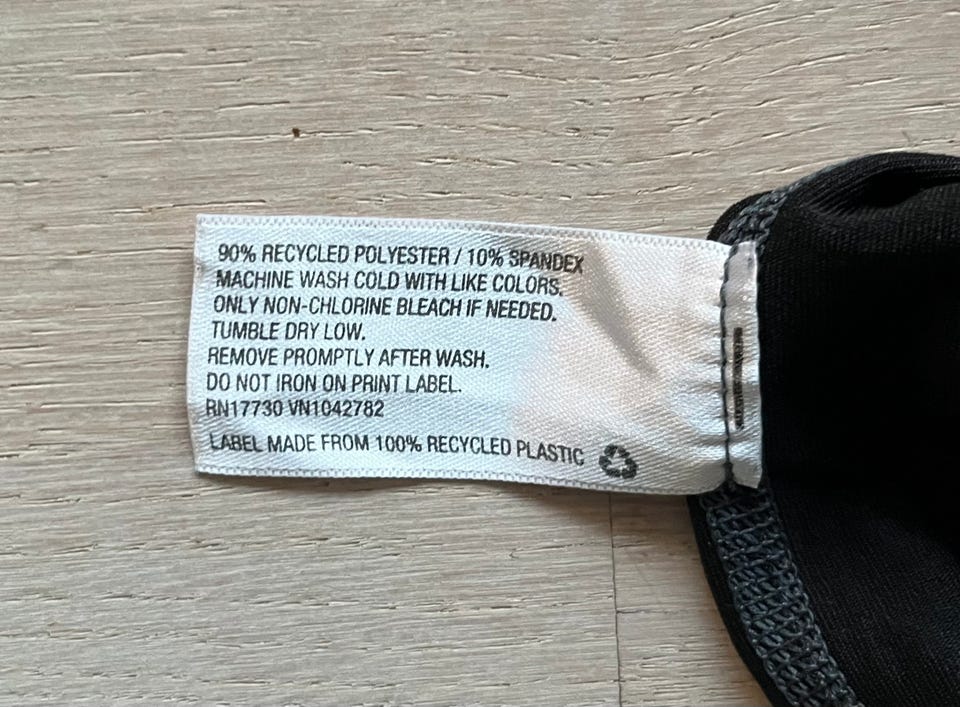 90% RECYCLED POLYESTER / 10% SPANDEX
MACHINE WASH COLD WITH LIKE COLORS.
ONLY NON-CHLORINE BLEACH IF NEEDED.
TUMBLE DRY LOW.
REMOVE PROMPTLY AFTER WASH.
DO NOT IRON ON PRINT LABEL.
RN17730 VN1042782
LABEL MADE FROM 100% RECYCLED PLASTIC